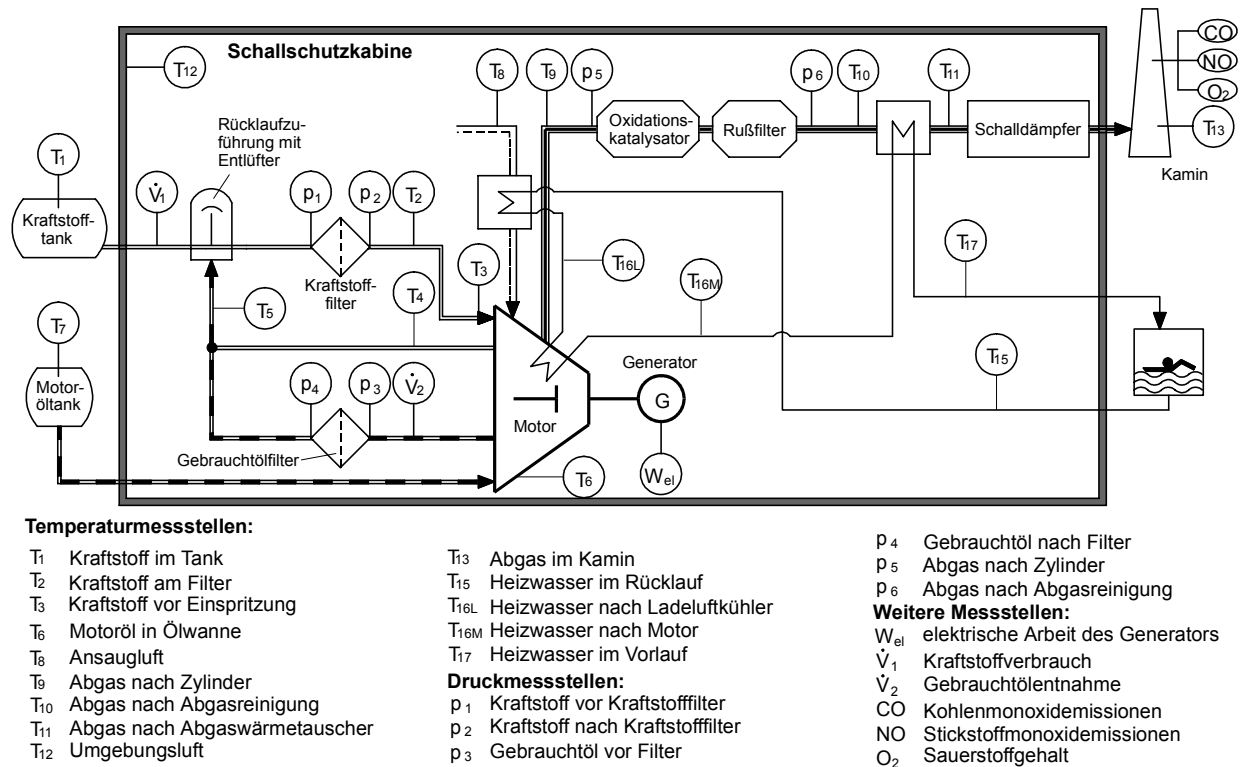 Schallschutzkabine
T12
T8
T9
p5
p6
T10
T11
CO
NO
O2
T13
Kamin
Oxidations-
katalysator
Rußfilter
Schalldämpfer
Rücklaufzu-
führung mit
Entlüfter
T1
V̇1
p1
p2
T2
Kraftstoff-
tank
Kraftstoff-
filter
T3
T16L
T16M
T17
T4
T5
T7
T15
Generator
Motor-
öltank
p4
p3
V̇2
G
Motor
Gebrauchtölfilter
T6
Wel
Temperaturmessstellen:
T1 Kraftstoff im Tank
T2 Kraftstoff am Filter
T3 Kraftstoff vor Einspritzung
T6 Motoröl in Ölwanne
T8 Ansaugluft
T9 Abgas nach Zylinder
T10 Abgas nach Abgasreinigung
T11 Abgas nach Abgaswärmetauscher
T12 Umgebungsluft
T13 Abgas im Kamin
T15 Heizwasser im Rücklauf
T16L Heizwasser nach Ladeluftkühler
T16M Heizwasser nach Motor
T17 Heizwasser im Vorlauf
Druckmessstellen:
p1 Kraftstoff vor Kraftstofffilter
p2 Kraftstoff nach Kraftstofffilter
p3 Gebrauchtöl vor Filter
p4 Gebrauchtöl nach Filter
p5 Abgas nach Zylinder
p6 Abgas nach Abgasreinigung
Weitere Messstellen:
Wel elektrische Arbeit des Generators
V̇1 Kraftstoffverbrauch
V̇2 Gebrauchtölentnahme
CO Kohlenmonoxidemissionen
NO Stickstoffmonoxidemissionen
O2 Sauerstoffgehalt